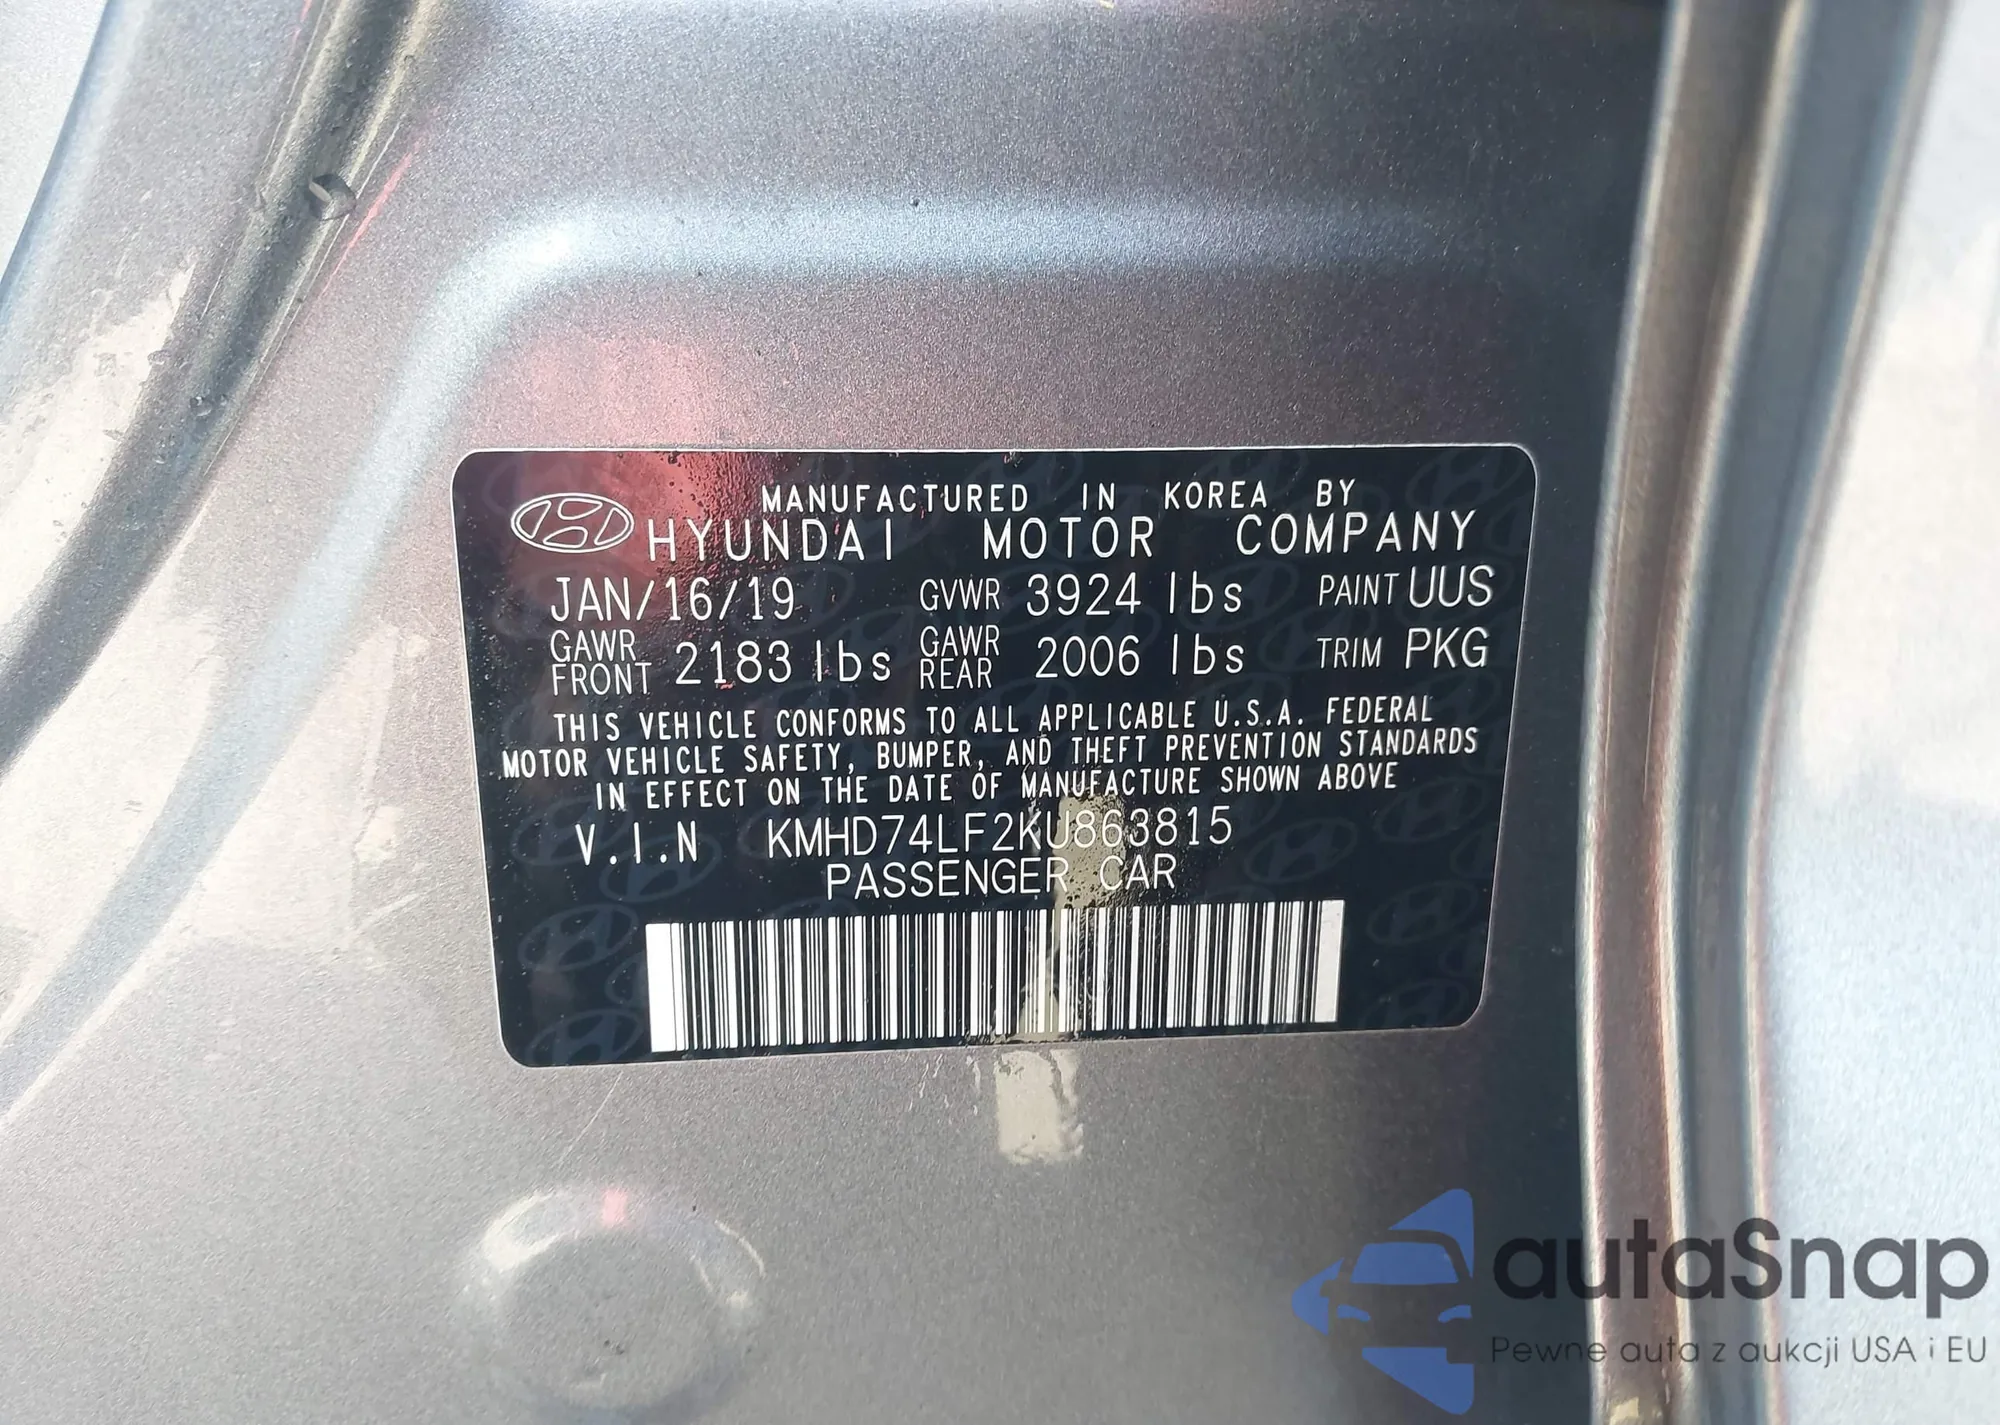 MANUFACTURED IN KOREA BY
HYUNDAI MOTOR COMPANY
JAN/16/19 GVWR 3924 lbs PAINT UUS
GAWR FRONT 2183 lbs GAWR REAR 2006 lbs TRIM PKG
THIS VEHICLE CONFORMS TO ALL APPLICABLE U.S.A. FEDERAL
MOTOR VEHICLE SAFETY, BUMPER, AND THEFT PREVENTION STANDARDS
IN EFFECT ON THE DATE OF MANUFACTURE SHOWN ABOVE
V.I.N KMHD74LF2KU863815
PASSENGER CAR
autaSnap
Pewne auta z aukcji USA i EU